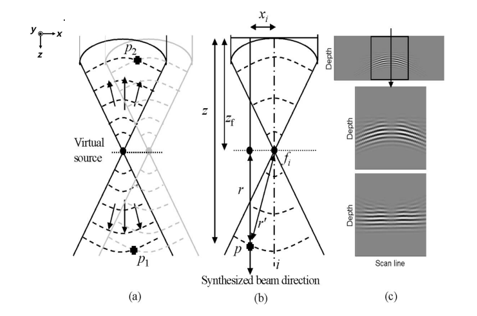 y
x
z
p2
xi
z
zf
Virtual
source
fi
r
r'
p
p1
i
Synthesized beam direction
Depth
Depth
Depth
Scan line
(a)
(b)
(c)